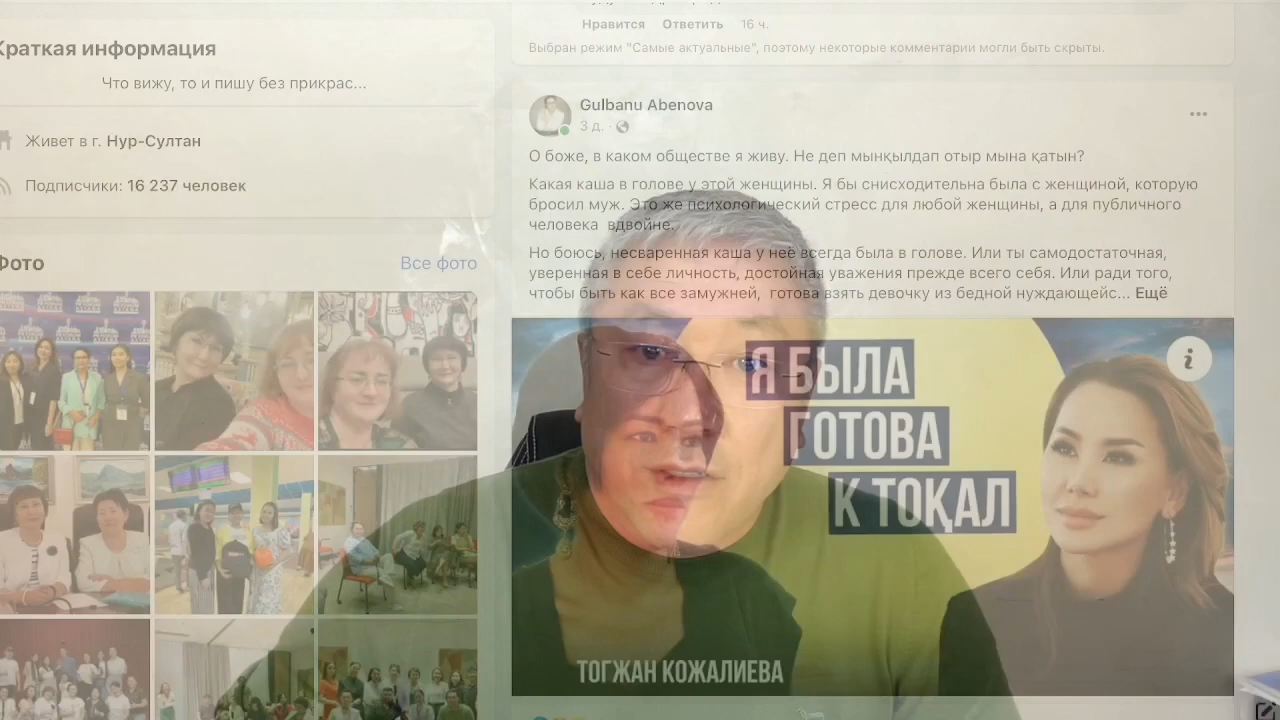 Краткая информация
Что вижу, то и пишу без прикрас...
Живет в г. Нур-Султан
Подписчики: 16 237 человек
Фото
Все фото
Нравится Ответить 16 ч.
Выбран режим "Самые актуальные", поэтому некоторые комментарии могли быть скрыты.
Gulbanu Abenova
3 д.
О боже, в каком обществе я живу. Не деп мыңқылдап отыр мына қатын?
Какая каша в голове у этой женщины. Я бы снисходительна была с женщиной, которую
бросил муж. Это же психологический стресс для любой женщины, а для публичного
человека вдвойне.
Но боюсь, несваренная каша у неё всегда была в голове. Или ты самодостаточная,
уверенная в себе личность, достойная уважения прежде всего себя. Или ради того,
чтобы быть как все замужней, готова взять девочку из бедной нуждающейс... Ещё
Я БЫЛА
ГОТОВА
К ТОҚАЛ
ТОГЖАН КОЖАЛИЕВА